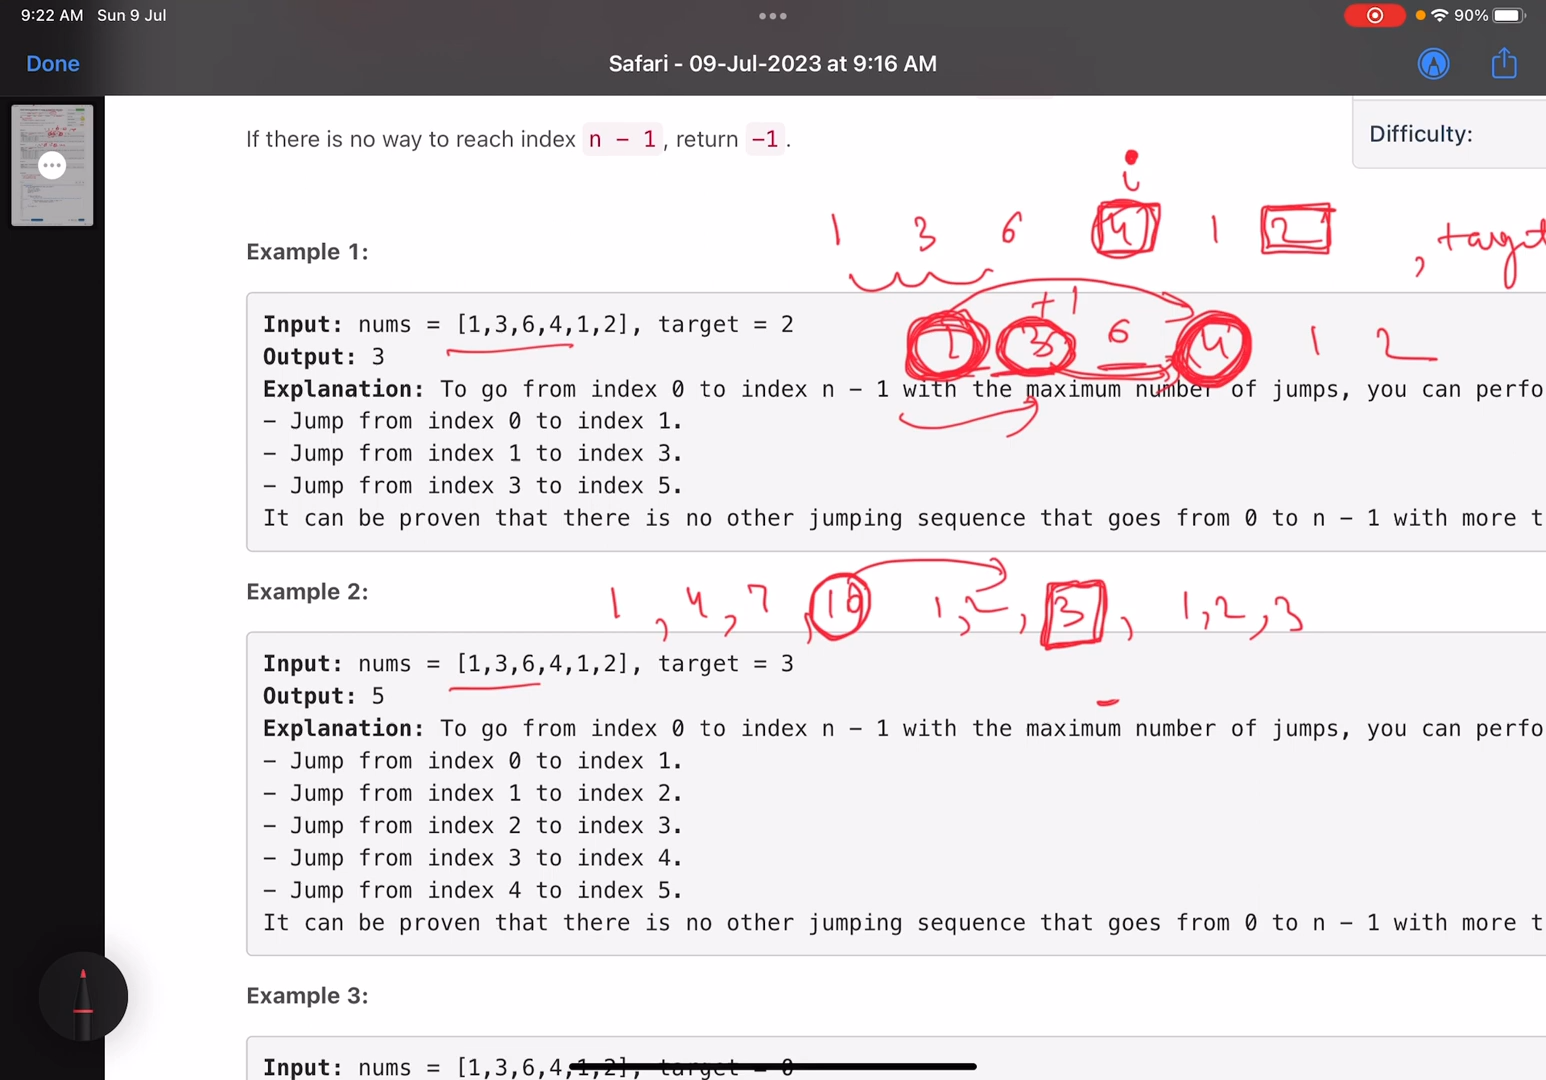 9:22 AM Sun 9 Jul
90%
Done
Safari - 09-Jul-2023 at 9:16 AM
If there is no way to reach index n - 1, return -1.
Difficulty:
i
1 3 6 4 1 2 , target
Example 1:
+1
Input: nums = [1,3,6,4,1,2], target = 2
1 3 6 4 1 2
Output: 3
Explanation: To go from index 0 to index n - 1 with the maximum number of jumps, you can perfo
- Jump from index 0 to index 1.
- Jump from index 1 to index 3.
- Jump from index 3 to index 5.
It can be proven that there is no other jumping sequence that goes from 0 to n - 1 with more t
Example 2:
1, 4, 7, 10 1, 2, 3, 1, 2, 3
Input: nums = [1,3,6,4,1,2], target = 3
Output: 5
Explanation: To go from index 0 to index n - 1 with the maximum number of jumps, you can perfo
- Jump from index 0 to index 1.
- Jump from index 1 to index 2.
- Jump from index 2 to index 3.
- Jump from index 3 to index 4.
- Jump from index 4 to index 5.
It can be proven that there is no other jumping sequence that goes from 0 to n - 1 with more t
Example 3:
Input: nums = [1,3,6,4,1,2], target = 0